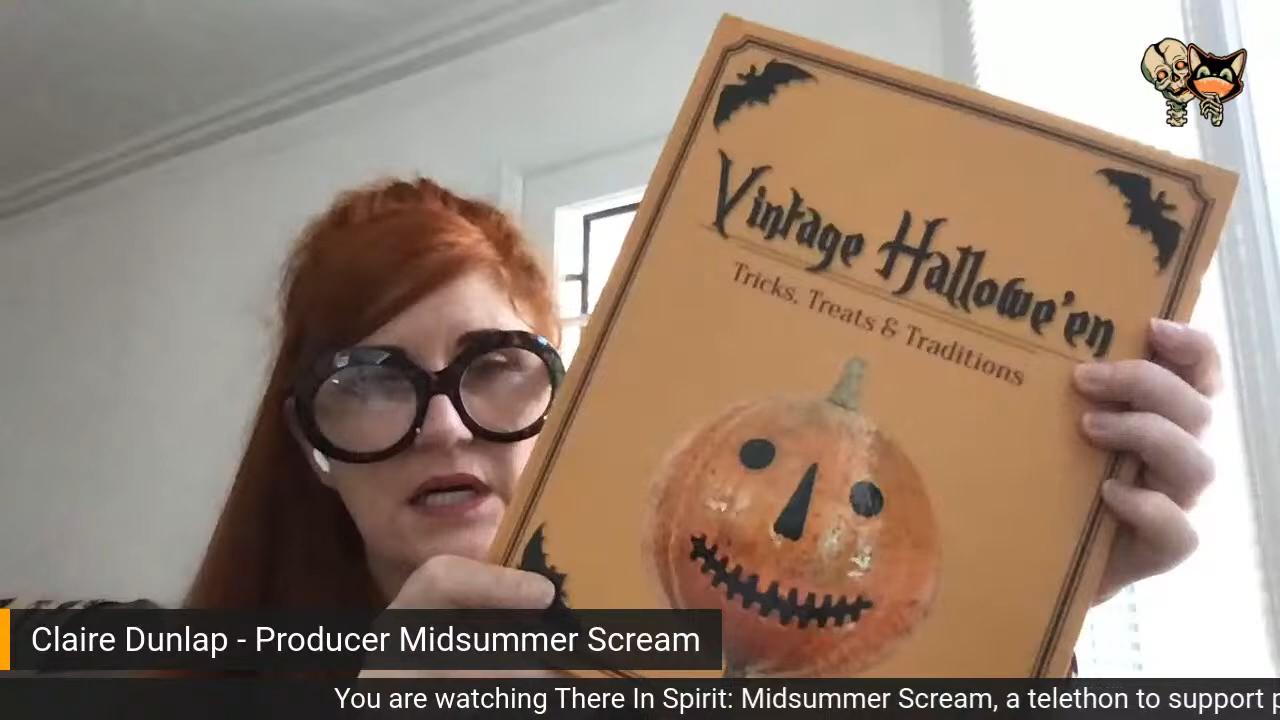 Vintage Hallowe'en
Tricks, Treats & Traditions
Claire Dunlap - Producer Midsummer Scream
You are watching There In Spirit: Midsummer Scream, a telethon to support p